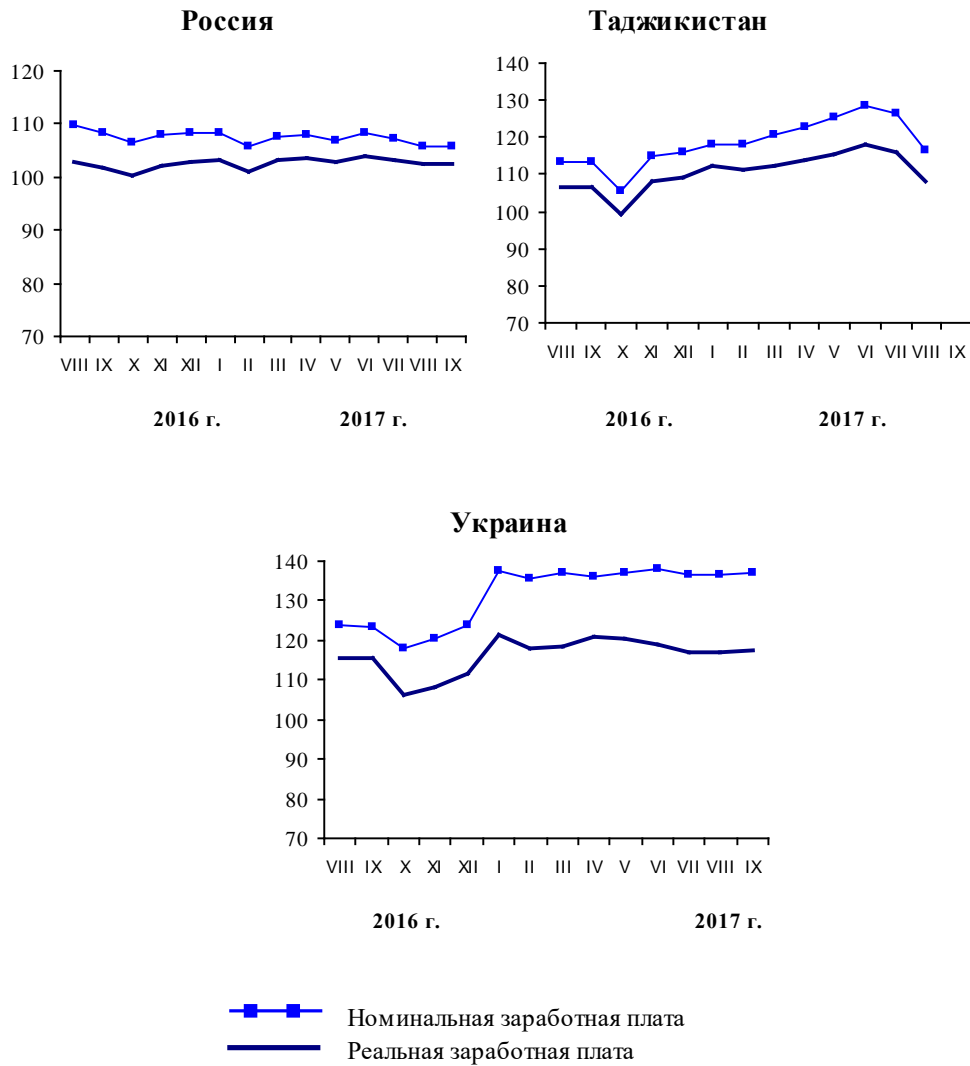 Россия
120
110
100
90
80
70
VIII IX X XI XII I II III IV V VI VII VIII IX
2016 г. 2017 г.
Таджикистан
140
130
120
110
100
90
80
70
VIII IX X XI XII I II III IV V VI VII VIII IX
2016 г. 2017 г.
Украина
140
130
120
110
100
90
80
70
VIII IX X XI XII I II III IV V VI VII VIII IX
2016 г. 2017 г.
Номинальная заработная плата
Реальная заработная плата